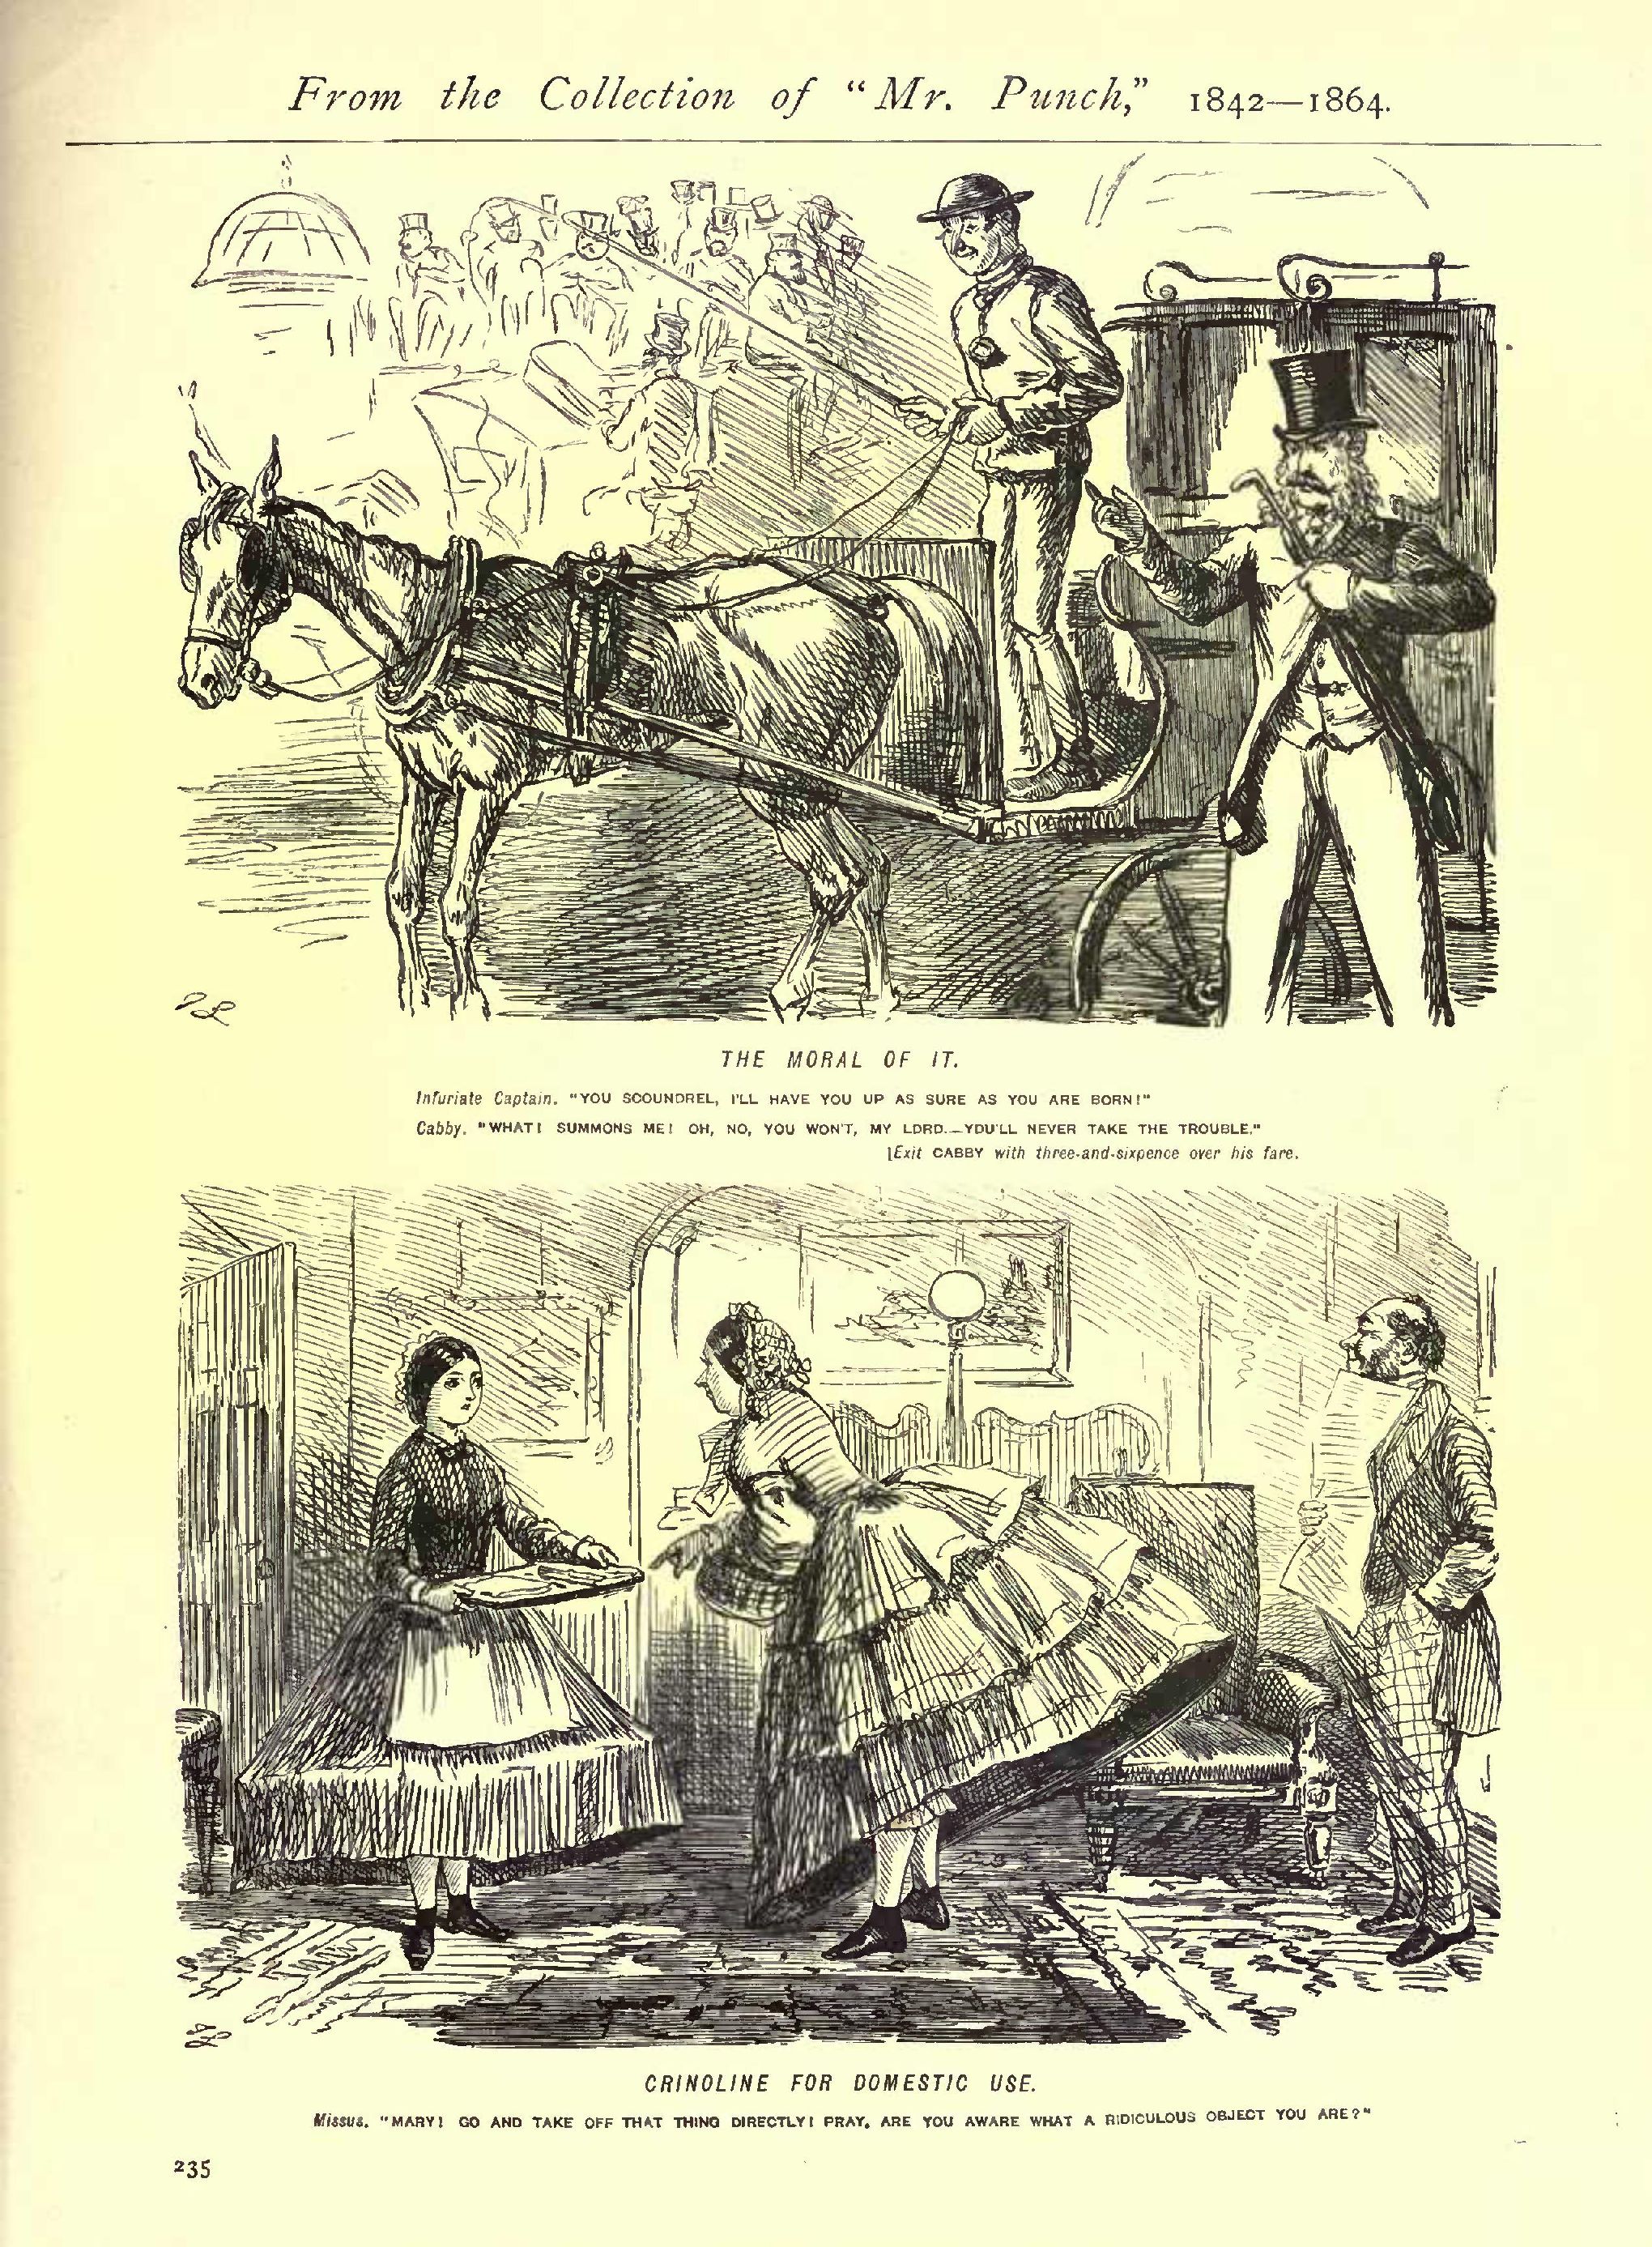 From the Collection of “Mr. Punch,” 1842—1864.
THE MORAL OF IT.
Infuriate Captain. "YOU SCOUNDREL, I'LL HAVE YOU UP AS SURE AS YOU ARE BORN!"
Cabby. "WHAT! SUMMONS ME! OH, NO, YOU WON'T, MY LORD.—YOU'LL NEVER TAKE THE TROUBLE."
[Exit CABBY with three-and-sixpence over his fare.
CRINOLINE FOR DOMESTIC USE.
Missus. "MARY! GO AND TAKE OFF THAT THING DIRECTLY! PRAY, ARE YOU AWARE WHAT A RIDICULOUS OBJECT YOU ARE?"
235